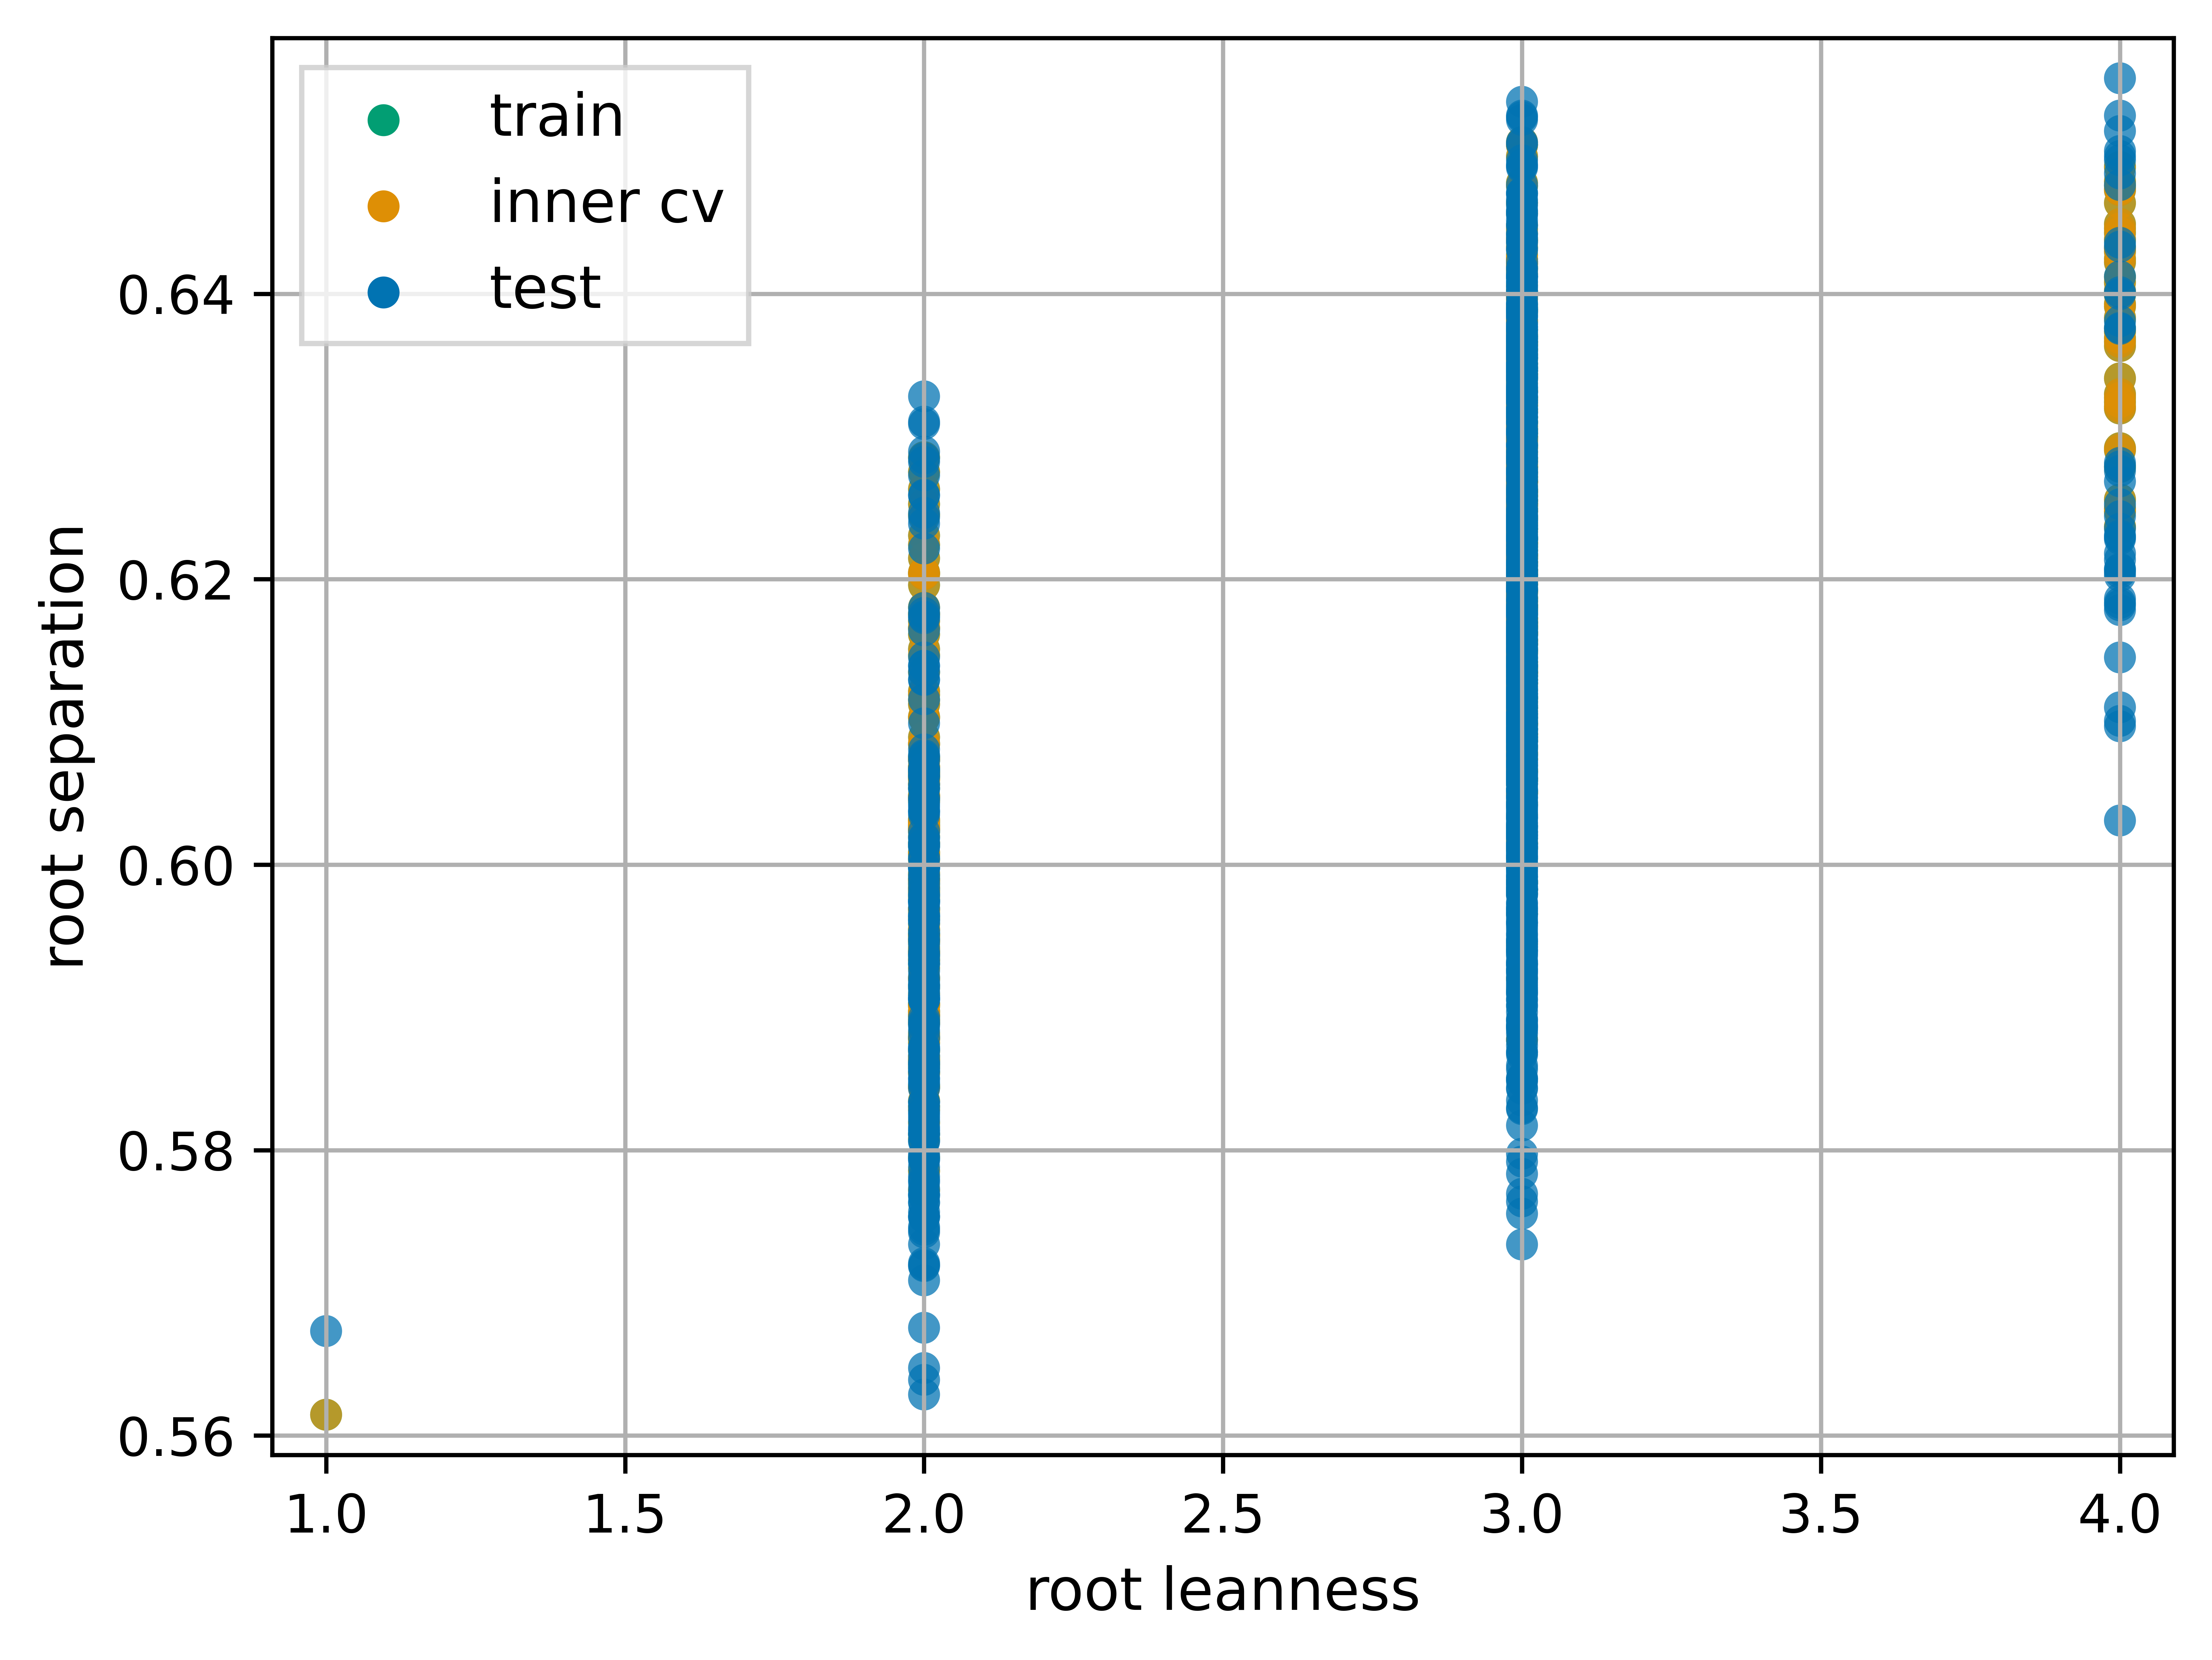 train
inner cv
test
0.64
0.62
0.60
0.58
0.56
root separation
1.0 1.5 2.0 2.5 3.0 3.5 4.0
root leanness